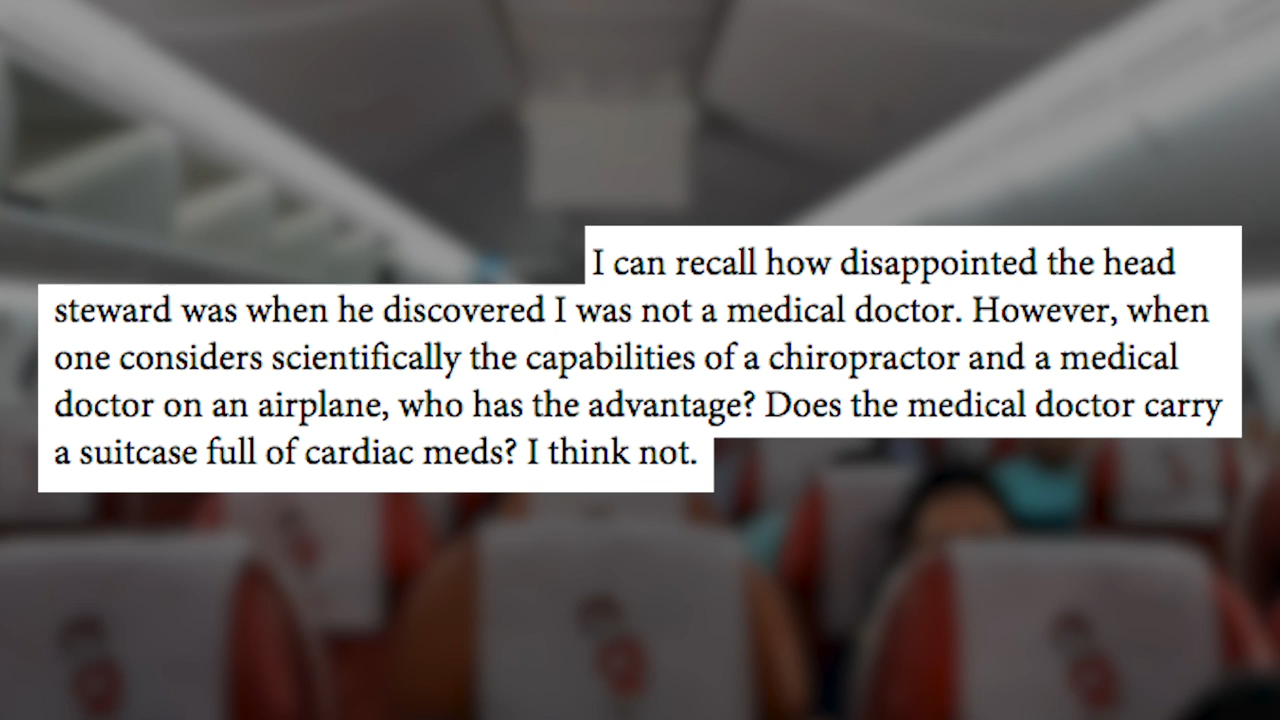 I can recall how disappointed the head
steward was when he discovered I was not a medical doctor. However, when
one considers scientifically the capabilities of a chiropractor and a medical
doctor on an airplane, who has the advantage? Does the medical doctor carry
a suitcase full of cardiac meds? I think not.